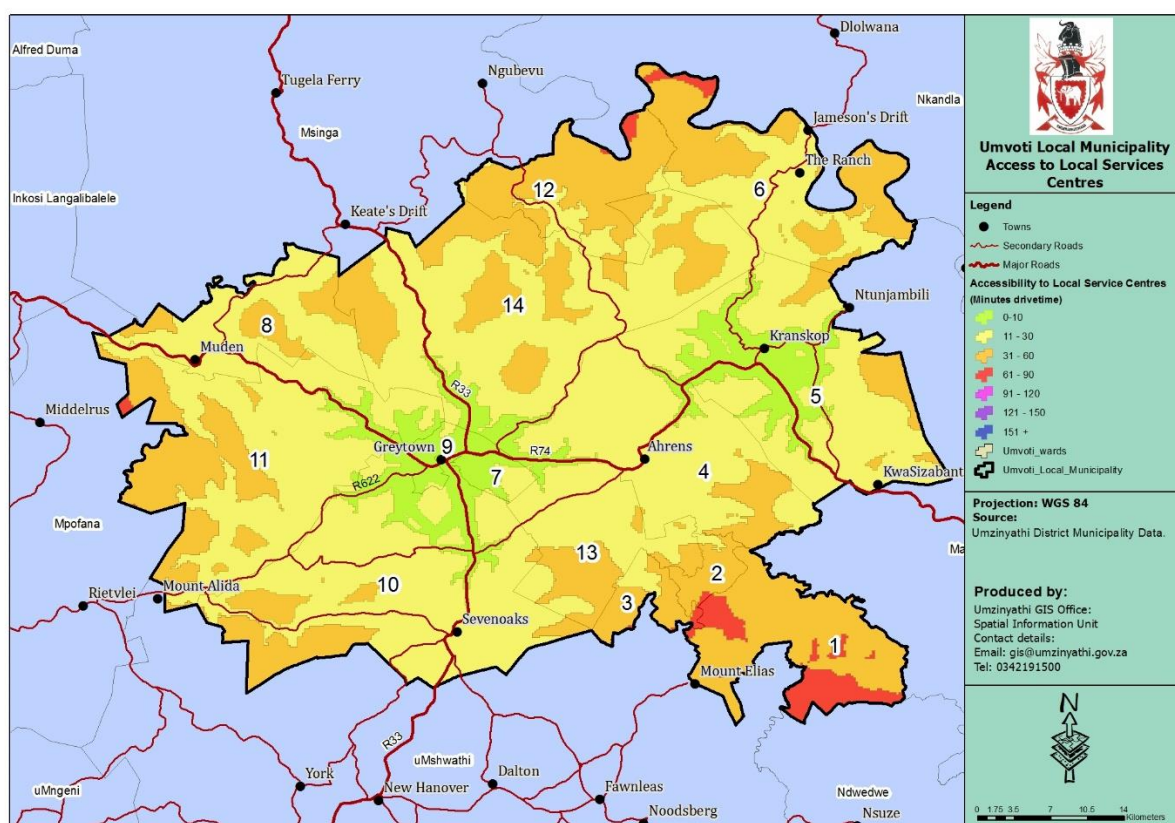 Alfred Duma
Dlolwana
Tugela Ferry
Ngubevu
Nkandla
Msinga
Jameson's Drift
The Ranch
Inkosi Langalibalele
12
6
Keate's Drift
Ntunjambili
14
8
Kranskop
Muden
R33
5
Middelrus
Greytown
9
R74
Ahrens
11
7
4
KwaSizabant
R622
Mpofana
Ma
13
2
10
Rietvlei
Mount Alida
3
Sevenoaks
1
Mount Elias
R33
uMshwathi
York
Dalton
uMngeni
New Hanover
Fawnleas
Ndwedwe
Noodsberg
Nsuze
Umvoti Local Municipality
Access to Local Services
Centres
Legend
Towns
Secondary Roads
Major Roads
Accessibility to Local Service Centres
(Minutes drivetime)
0-10
11 - 30
31 - 60
61 - 90
91 - 120
121 - 150
151 +
Umvoti_wards
Umvoti_Local_Municipality
Projection: WGS 84
Source:
Umzinyathi District Municipality Data.
Produced by:
Umzinyathi GIS Office:
Spatial Information Unit
Contact details:
Email: gis@umzinyathi.gov.za
Tel: 0342191500
N
0 1.75 3.5 7 10.5 14
Kilometers